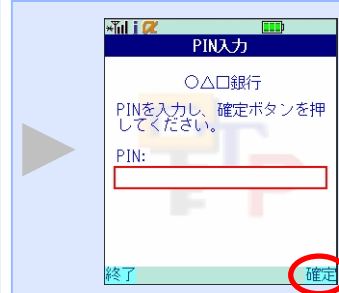 i α
PIN入力
○△□銀行
PINを入力し、確定ボタンを押
してください。
PIN:
終了 確定